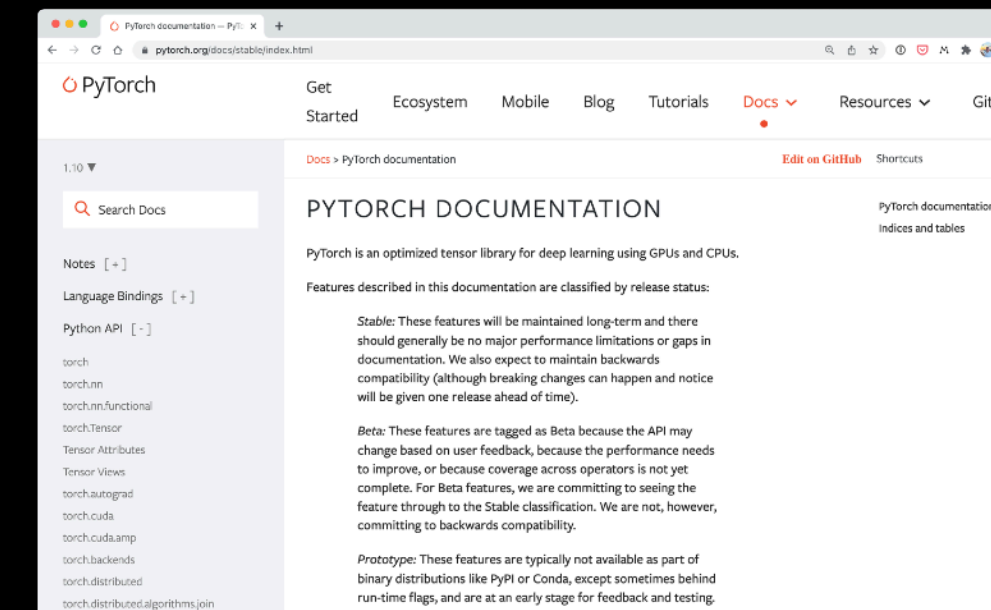 PyTorch documentation — PyT
pytorch.org/docs/stable/index.html
PyTorch
Get Started
Ecosystem
Mobile
Blog
Tutorials
Docs
Resources
Git
1.10 ▼
Docs > PyTorch documentation
Edit on GitHub
Shortcuts
Search Docs
Notes [ + ]
Language Bindings [ + ]
Python API [ - ]
torch
torch.nn
torch.nn.functional
torch.Tensor
Tensor Attributes
Tensor Views
torch.autograd
torch.cuda
torch.cuda.amp
torch.backends
torch.distributed
torch.distributed.algorithms.join
PYTORCH DOCUMENTATION
PyTorch is an optimized tensor library for deep learning using GPUs and CPUs.
Features described in this documentation are classified by release status:
Stable: These features will be maintained long-term and there
should generally be no major performance limitations or gaps in
documentation. We also expect to maintain backwards
compatibility (although breaking changes can happen and notice
will be given one release ahead of time).
Beta: These features are tagged as Beta because the API may
change based on user feedback, because the performance needs
to improve, or because coverage across operators is not yet
complete. For Beta features, we are committing to seeing the
feature through to the Stable classification. We are not, however,
committing to backwards compatibility.
Prototype: These features are typically not available as part of
binary distributions like PyPI or Conda, except sometimes behind
run-time flags, and are at an early stage for feedback and testing.
PyTorch documentation
Indices and tables